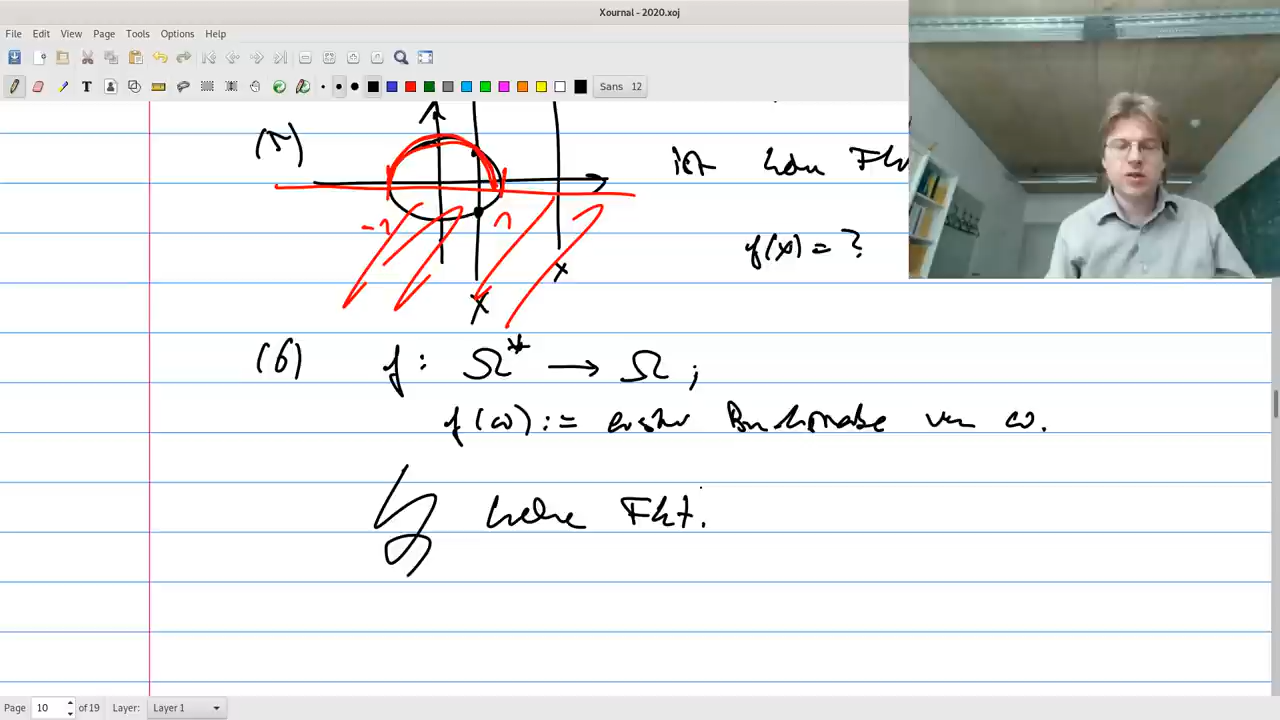 Xournal - 2020.xoj
File Edit View Page Tools Options Help
T Sans 12
(5)
ist kein Fkt
-1 1
f(x) = ?
x
x
(6) f : Ω* → Ω ;
f(ω) := erster Buchstabe von ω.
keine Fkt.
Page 10 of 19 Layer: Layer 1